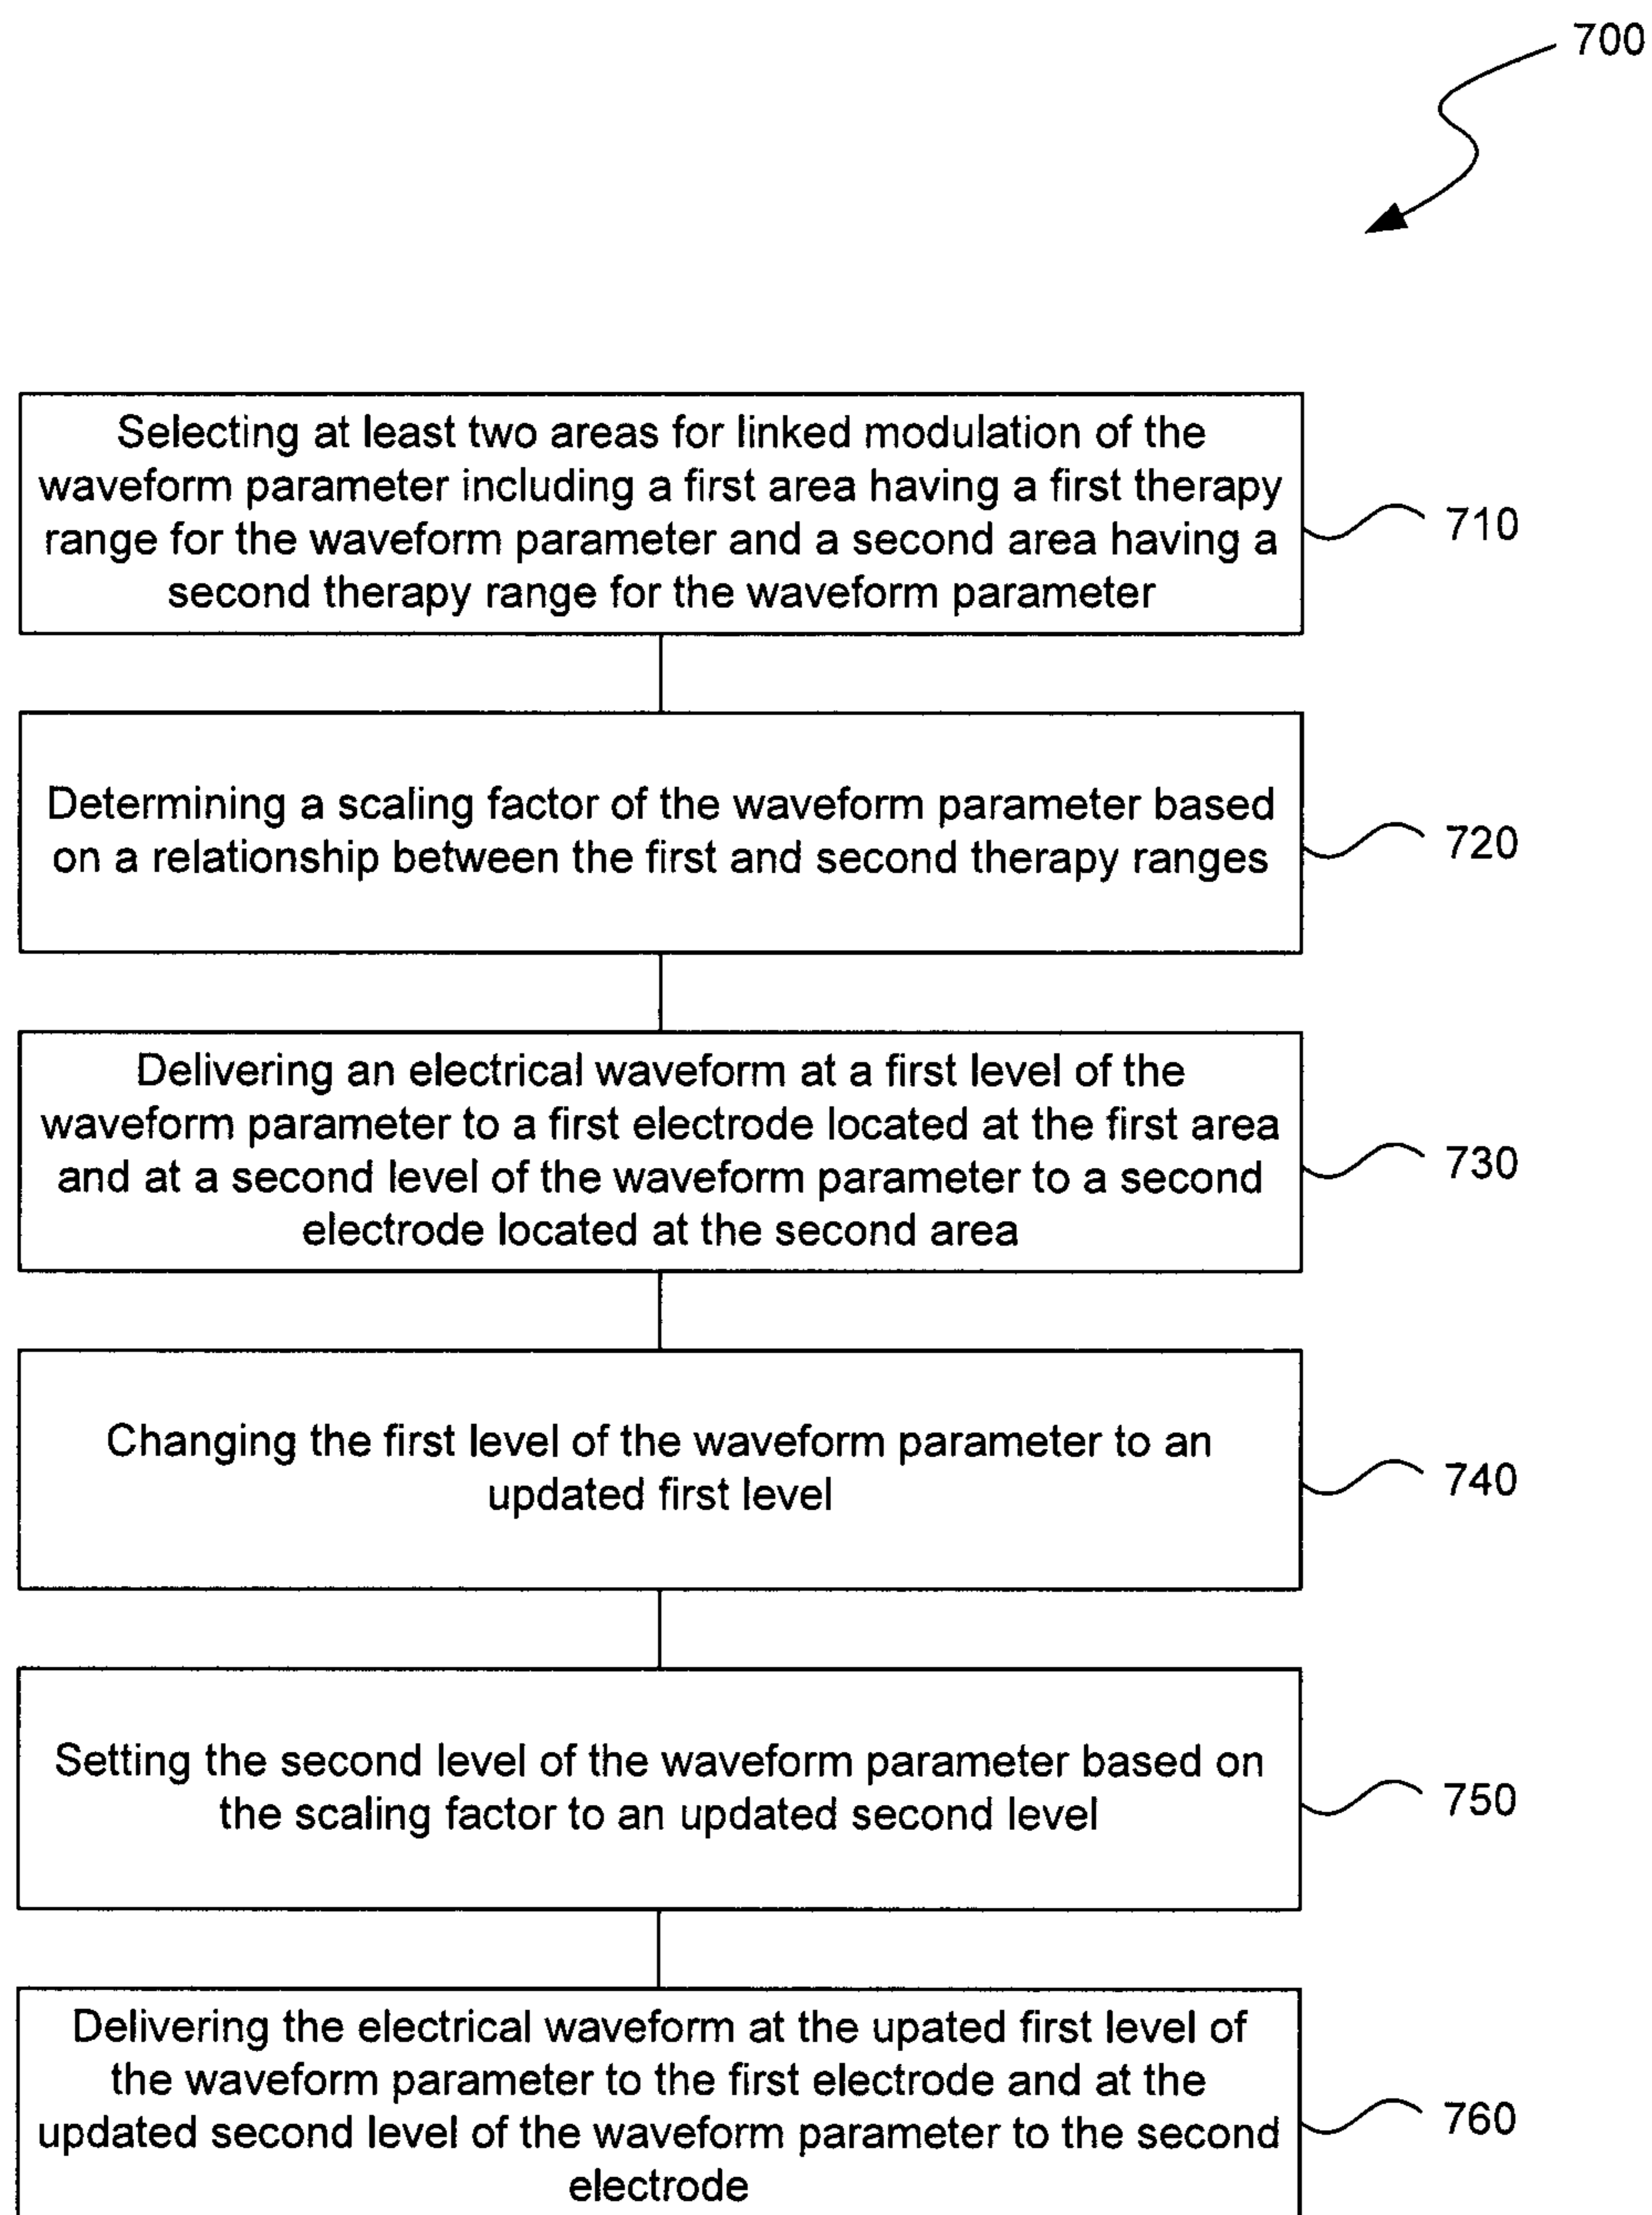 700
Selecting at least two areas for linked modulation of the
waveform parameter including a first area having a first therapy
range for the waveform parameter and a second area having a
second therapy range for the waveform parameter
710
Determining a scaling factor of the waveform parameter based
on a relationship between the first and second therapy ranges
720
Delivering an electrical waveform at a first level of the
waveform parameter to a first electrode located at the first area
and at a second level of the waveform parameter to a second
electrode located at the second area
730
Changing the first level of the waveform parameter to an
updated first level
740
Setting the second level of the waveform parameter based on
the scaling factor to an updated second level
750
Delivering the electrical waveform at the upated first level of
the waveform parameter to the first electrode and at the
updated second level of the waveform parameter to the second
electrode
760